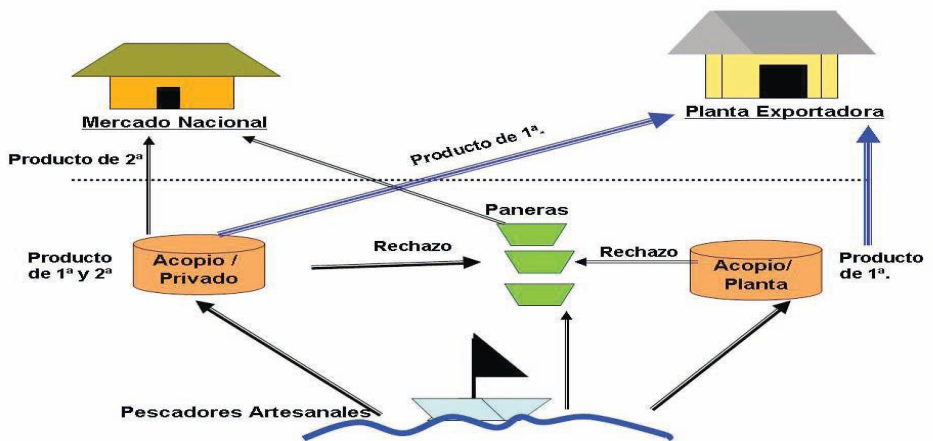 Mercado Nacional
Planta Exportadora
Producto de 2ª
Producto de 1ª.
Paneras
Producto
de 1ª y 2ª
Acopio /
Privado
Rechazo
Rechazo
Acopio/
Planta
Producto
de 1ª.
Pescadores Artesanales